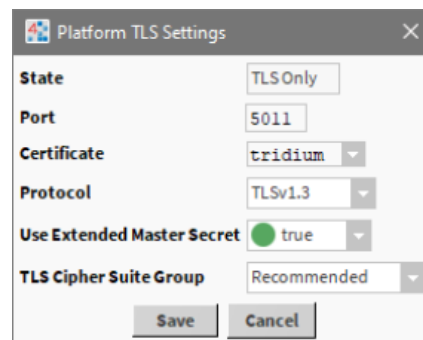 Platform TLS Settings
State TLS Only
Port 5011
Certificate tridium
Protocol TLSv1.3
Use Extended Master Secret true
TLS Cipher Suite Group Recommended
Save Cancel